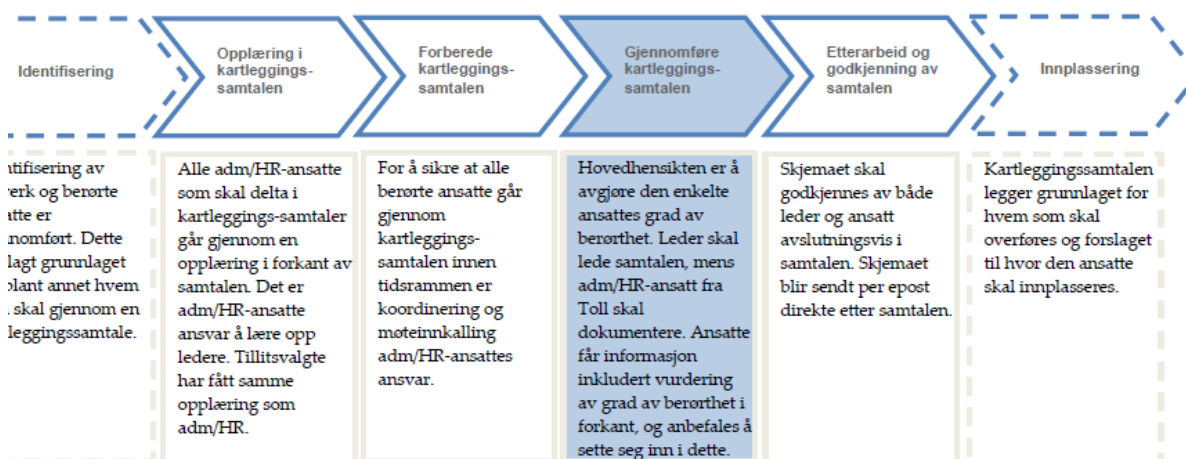 Identifisering
Opplæring i
kartleggings-
samtalen
Forberede
kartleggings-
samtalen
Gjennomføre
kartleggings-
samtalen
Etterarbeid og
godkjenning av
samtalen
Innplassering
ntifisering av
erk og berørte
atte er
nomført. Dette
lagt grunnlaget
blant annet hvem
skal gjennom en
leggingssamtale.
Alle adm/HR-ansatte
som skal delta i
kartleggings-samtaler
går gjennom en
opplæring i forkant av
samtalen. Det er
adm/HR-ansatte
ansvar å lære opp
ledere. Tillitsvalgte
har fått samme
opplæring som
adm/HR.
For å sikre at alle
berørte ansatte går
gjennom
kartleggings-
samtalen innen
tidsrammen er
koordinering og
møteinnkalling
adm/HR-ansattes
ansvar.
Hovedhensikten er å
avgjøre den enkelte
ansattes grad av
berørthet. Leder skal
lede samtalen, mens
adm/HR-ansatt fra
Toll skal
dokumentere. Ansatte
får informasjon
inkludert vurdering
av grad av berørthet i
forkant, og anbefales å
sette seg inn i dette.
Skjemaet skal
godkjennes av både
leder og ansatt
avslutningsvis i
samtalen. Skjemaet
blir sendt per epost
direkte etter samtalen.
Kartleggingssamtalen
legger grunnlaget for
hvem som skal
overføres og forslaget
til hvor den ansatte
skal innplasseres.